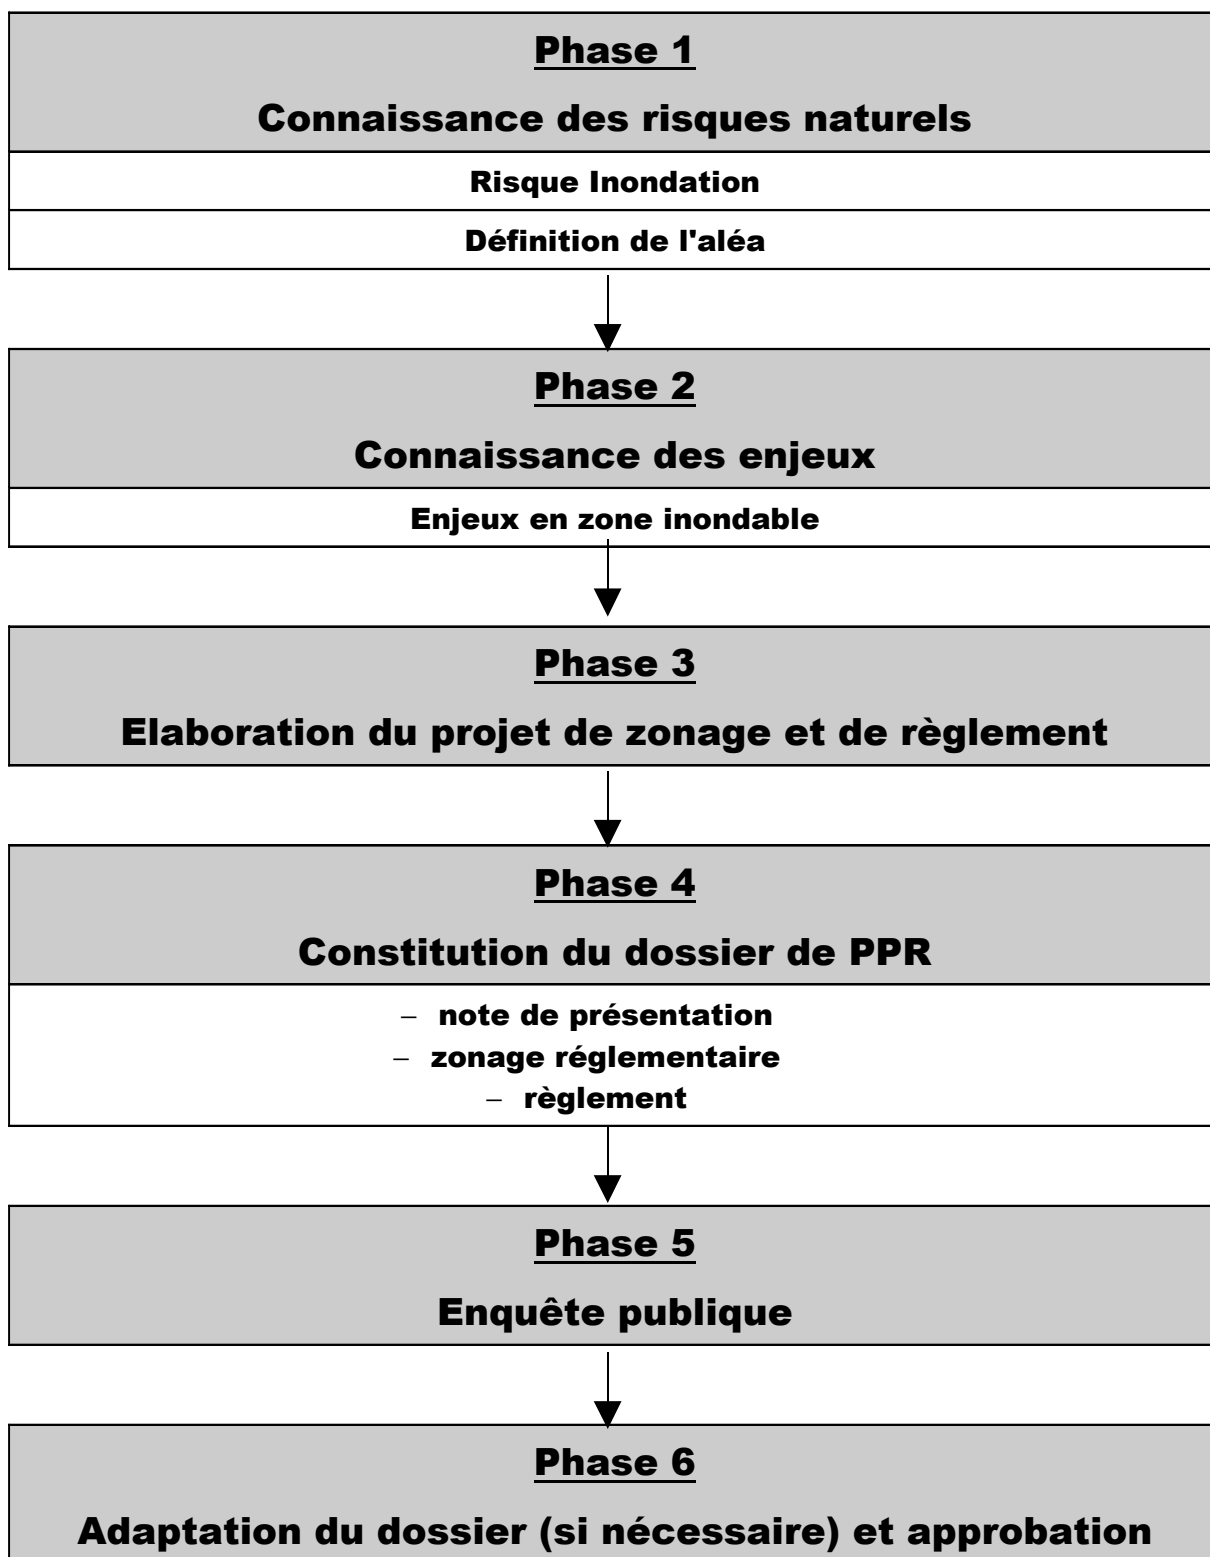 Phase 1
Connaissance des risques naturels
Risque Inondation
Définition de l'aléa
Phase 2
Connaissance des enjeux
Enjeux en zone inondable
Phase 3
Elaboration du projet de zonage et de règlement
Phase 4
Constitution du dossier de PPR
– note de présentation
– zonage réglementaire
– règlement
Phase 5
Enquête publique
Phase 6
Adaptation du dossier (si nécessaire) et approbation